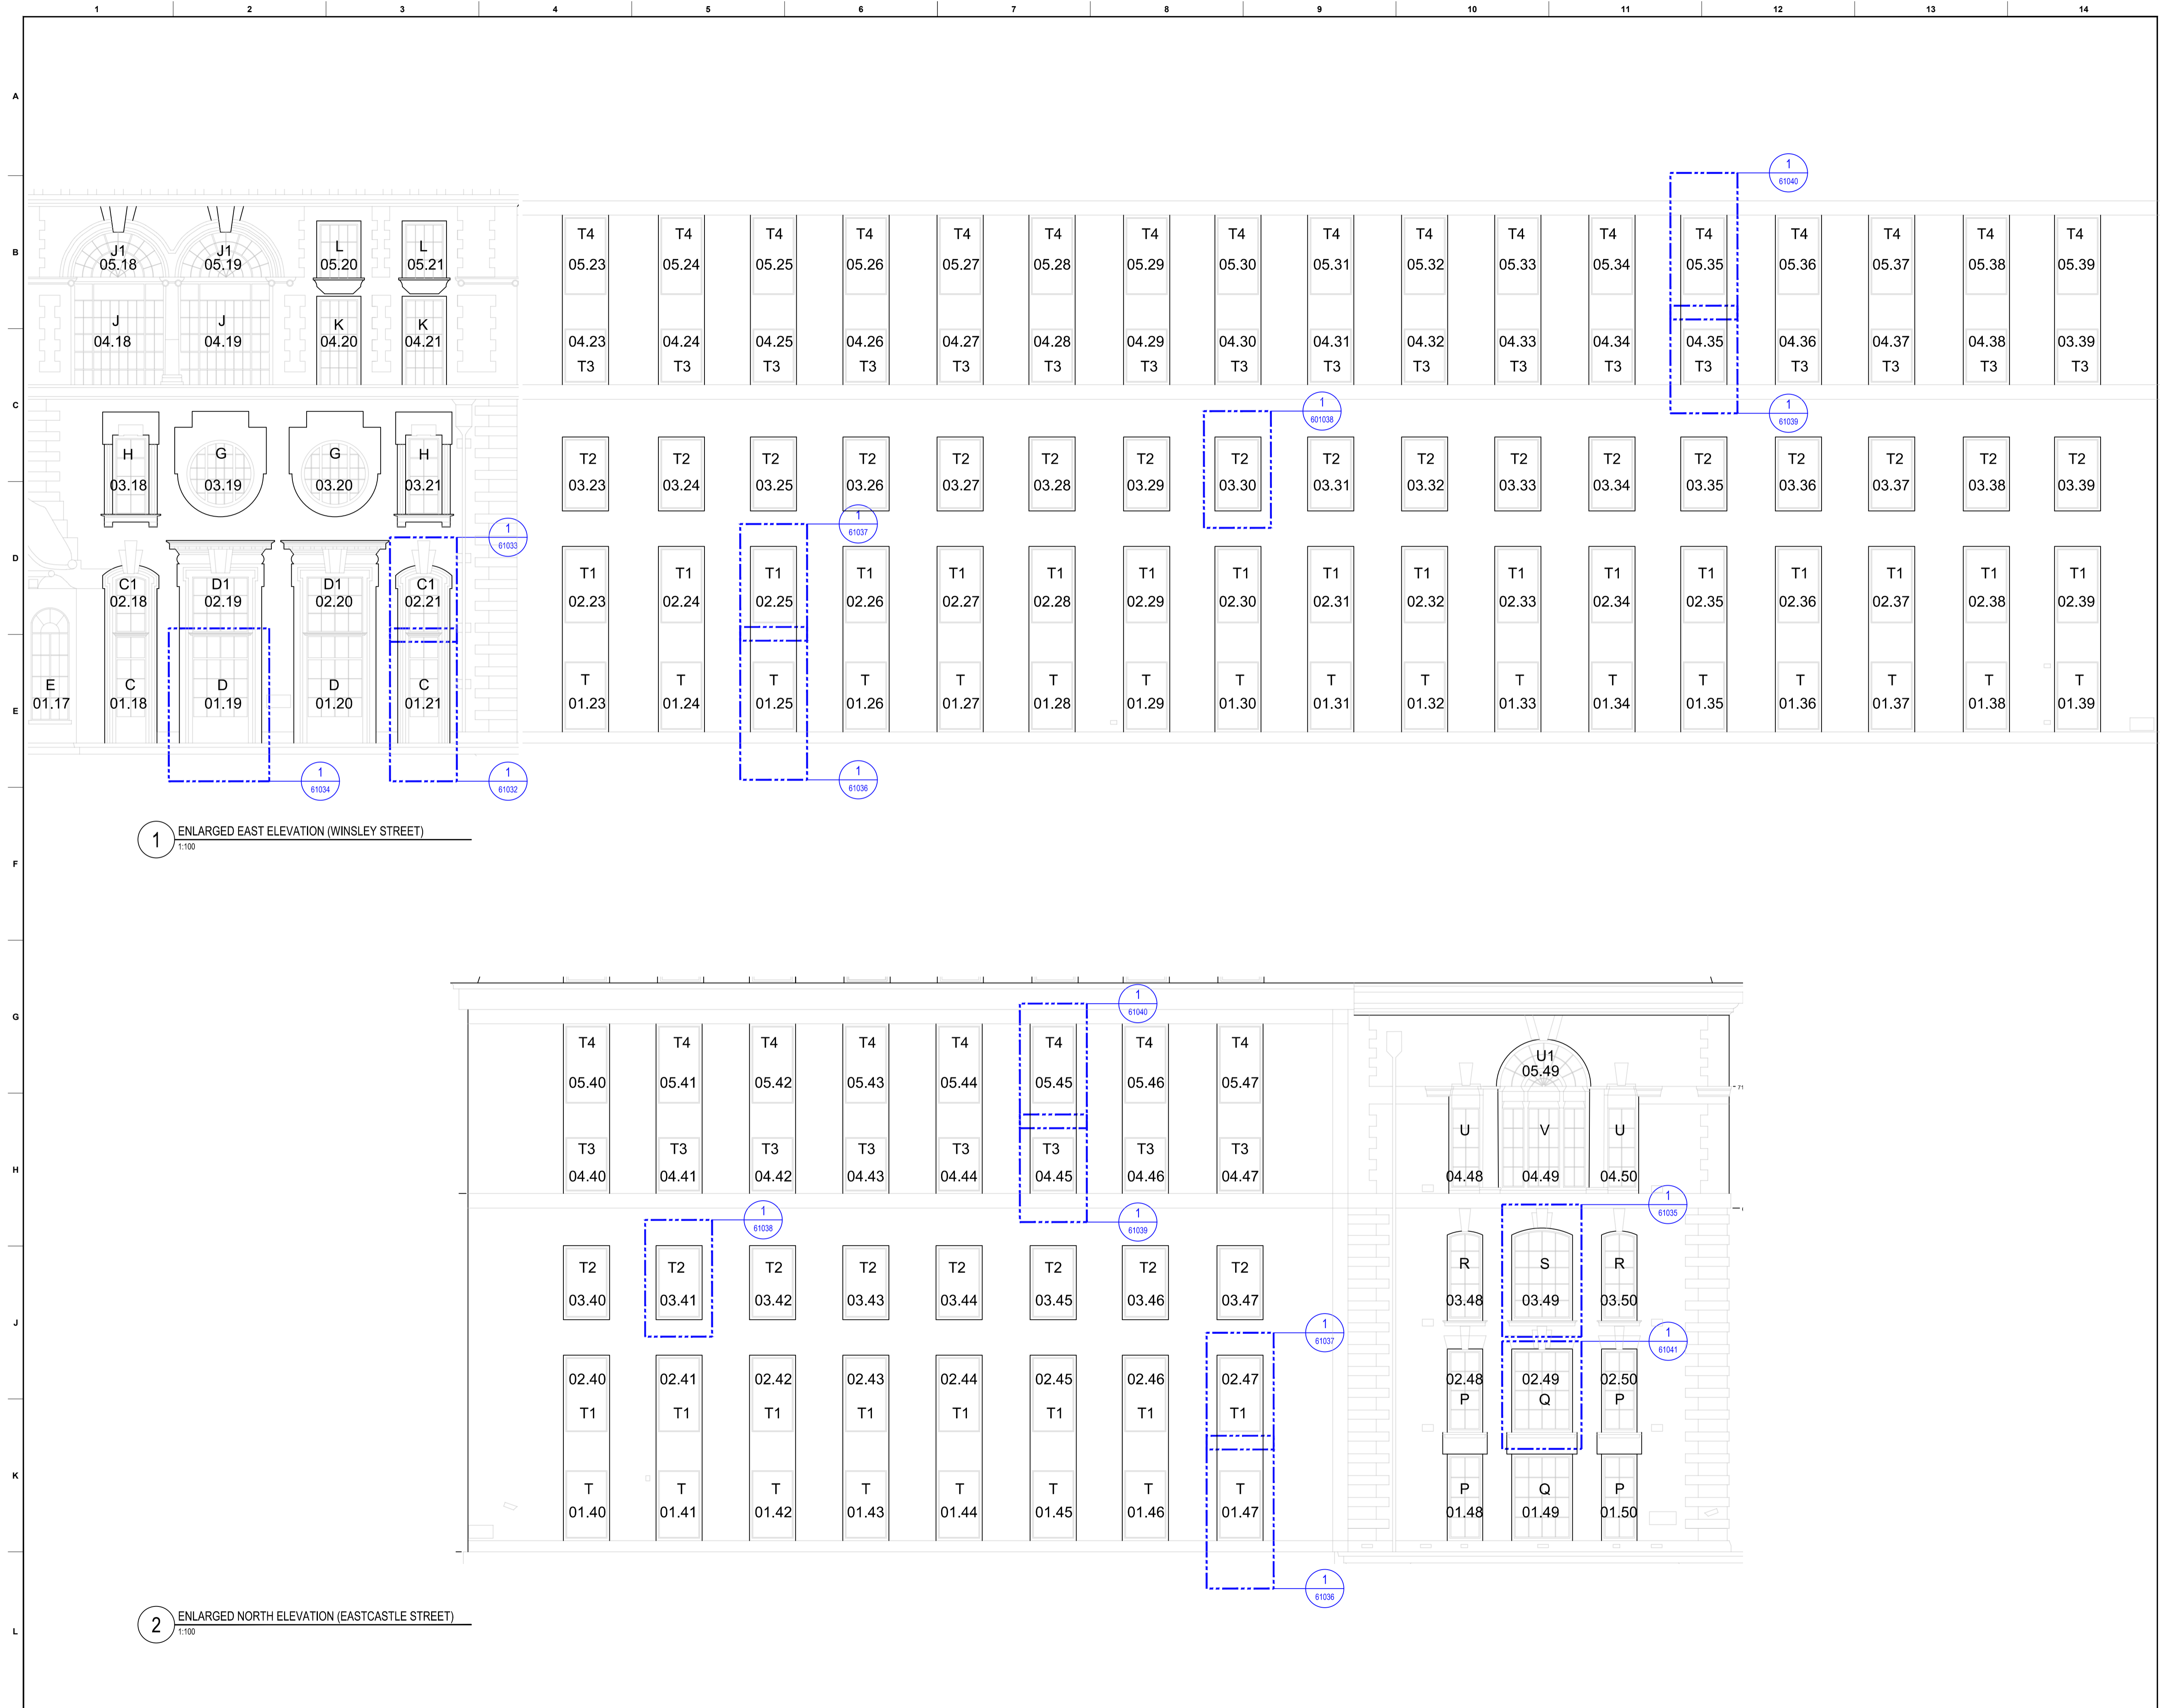 1 2 3 4 5 6 7 8 9 10 11 12 13 14
A
1
61040
B
J1 J1 L L T4 T4 T4 T4 T4 T4 T4 T4 T4 T4 T4 T4 T4 T4 T4 T4 T4
05.18 05.19 05.20 05.21 05.23 05.24 05.25 05.26 05.27 05.28 05.29 05.30 05.31 05.32 05.33 05.34 05.35 05.36 05.37 05.38 05.39
J J K K
04.18 04.19 04.20 04.21 04.23 04.24 04.25 04.26 04.27 04.28 04.29 04.30 04.31 04.32 04.33 04.34 04.35 04.36 04.37 04.38 03.39
T3 T3 T3 T3 T3 T3 T3 T3 T3 T3 T3 T3 T3 T3 T3 T3 T3
C
1 1
601038 61039
H G G H T2 T2 T2 T2 T2 T2 T2 T2 T2 T2 T2 T2 T2 T2 T2 T2 T2
03.18 03.19 03.20 03.21 03.23 03.24 03.25 03.26 03.27 03.28 03.29 03.30 03.31 03.32 03.33 03.34 03.35 03.36 03.37 03.38 03.39
1 1
61033 61037
D
C1 D1 D1 C1 T1 T1 T1 T1 T1 T1 T1 T1 T1 T1 T1 T1 T1 T1 T1 T1 T1
02.18 02.19 02.20 02.21 02.23 02.24 02.25 02.26 02.27 02.28 02.29 02.30 02.31 02.32 02.33 02.34 02.35 02.36 02.37 02.38 02.39
E C D D C T T T T T T T T T T T T T T T T T
01.17 01.18 01.19 01.20 01.21 01.23 01.24 01.25 01.26 01.27 01.28 01.29 01.30 01.31 01.32 01.33 01.34 01.35 01.36 01.37 01.38 01.39
E
1 1 1
61034 61032 61036
1 ENLARGED EAST ELEVATION (WINSLEY STREET)
1:100
F
1
61040
G
T4 T4 T4 T4 T4 T4 T4 T4 U1
05.40 05.41 05.42 05.43 05.44 05.45 05.46 05.47 05.49
T3 T3 T3 T3 T3 T3 T3 T3 U V U
H
04.40 04.41 04.42 04.43 04.44 04.45 04.46 04.47 04.48 04.49 04.50
1 1 1
61038 61039 61035
T2 T2 T2 T2 T2 T2 T2 T2 R S R
03.40 03.41 03.42 03.43 03.44 03.45 03.46 03.47 03.48 03.49 03.50
J
1 1
61037 61041
02.40 02.41 02.42 02.43 02.44 02.45 02.46 02.47 02.48 02.49 02.50
T1 T1 T1 T1 T1 T1 T1 T1 P Q P
K
T T T T T T T T P Q P
01.40 01.41 01.42 01.43 01.44 01.45 01.46 01.47 01.48 01.49 01.50
1
61036
2 ENLARGED NORTH ELEVATION (EASTCASTLE STREET)
1:100
L